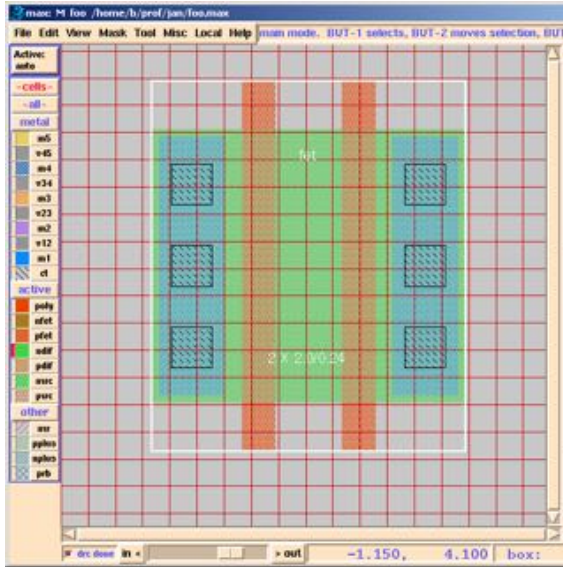 max: M foo /home/b/prof/jan/foo.max
File Edit View Mask Tool Misc Local Help main mode. BUT-1 selects, BUT-2 moves selection, BUT
Active:
auto
-cells-
-all-
metal
m5
v45
m4
v34
m3
v23
m2
v12
m1
ct
active
poly
nfet
pfet
ndif
pdif
nwc
pwc
other
pplus
nplus
prb
fet
2 X 2.0/0.24
drc done in < > out -1.150, 4.100 box: